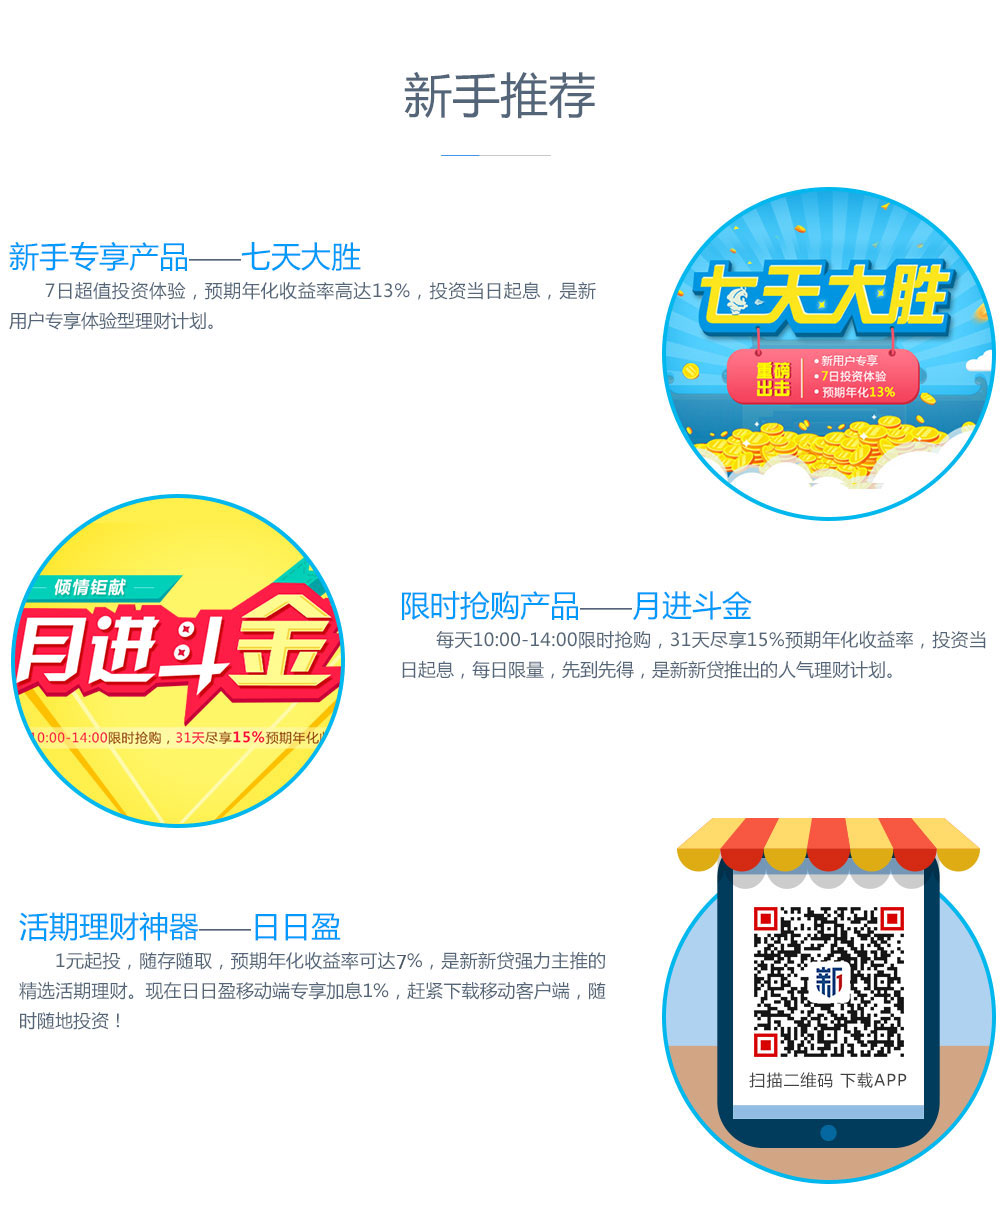 新手推荐
新手专享产品——七天大胜
7日超值投资体验，预期年化收益率高达13%，投资当日起息，是新
用户专享体验型理财计划。
七天大胜
重磅
出击
•新用户专享
•7日投资体验
•预期年化13%
倾情钜献
月进斗金
10:00-14:00限时抢购，31天尽享15%预期年化
限时抢购产品——月进斗金
每天10:00-14:00限时抢购，31天尽享15%预期年化收益率，投资当
日起息，每日限量，先到先得，是新新贷推出的人气理财计划。
活期理财神器——日日盈
1元起投，随存随取，预期年化收益率可达7%，是新新贷强力主推的
精选活期理财。现在日日盈移动端专享加息1%，赶紧下载移动客户端，随
时随地投资！
新
扫描二维码 下载APP